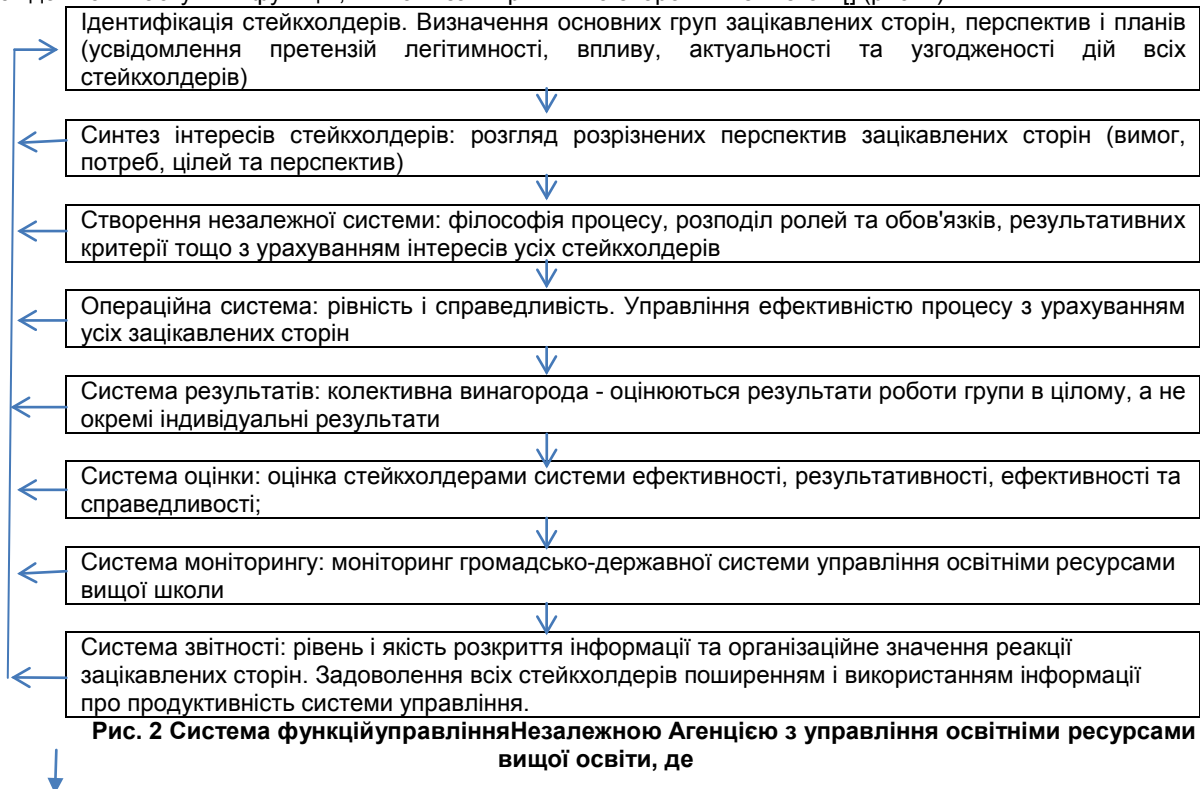 Ідентифікація стейкхолдерів. Визначення основних груп зацікавлених сторін, перспектив і планів
(усвідомлення претензій легітимності, впливу, актуальності та узгодженості дій всіх
стейкхолдерів)
Синтез інтересів стейкхолдерів: розгляд розрізнених перспектив зацікавлених сторін (вимог,
потреб, цілей та перспектив)
Створення незалежної системи: філософія процесу, розподіл ролей та обов'язків, результативних
критерії тощо з урахуванням інтересів усіх стейкхолдерів
Операційна система: рівність і справедливість. Управління ефективністю процесу з урахуванням
усіх зацікавлених сторін
Система результатів: колективна винагорода - оцінюються результати роботи групи в цілому, а не
окремі індивідуальні результати
Система оцінки: оцінка стейкхолдерами системи ефективності, результативності, ефективності та
справедливості;
Система моніторингу: моніторинг громадсько-державної системи управління освітніми ресурсами
вищої школи
Система звітності: рівень і якість розкриття інформації та організаційне значення реакції
зацікавлених сторін. Задоволення всіх стейкхолдерів поширенням і використанням інформації
про продуктивність системи управління.
Рис. 2 Система функційуправлінняНезалежною Агенцією з управління освітніми ресурсами
вищої освіти, де